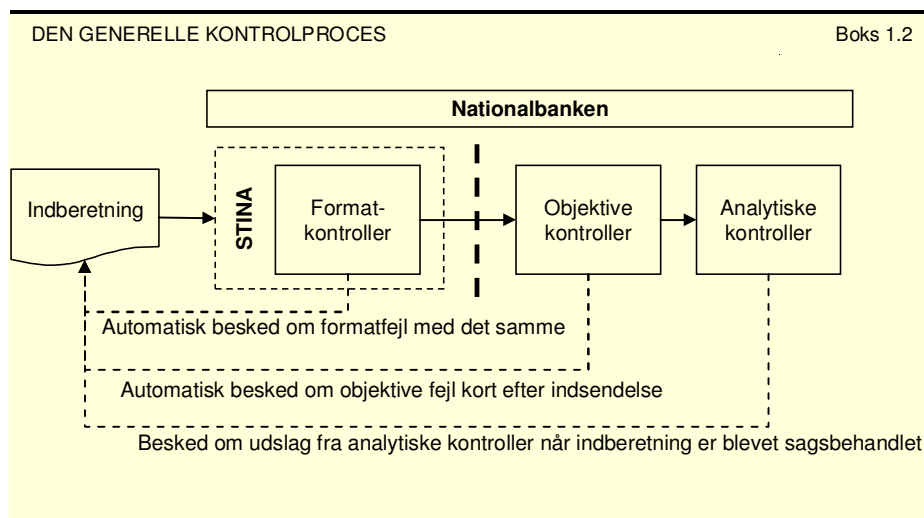 DEN GENERELLE KONTROLPROCES
Boks 1.2
Nationalbanken
Indberetning
STINA
Format-
kontroller
Objektive
kontroller
Analytiske
kontroller
Automatisk besked om formatfejl med det samme
Automatisk besked om objektive fejl kort efter indsendelse
Besked om udslag fra analytiske kontroller når indberetning er blevet sagsbehandlet